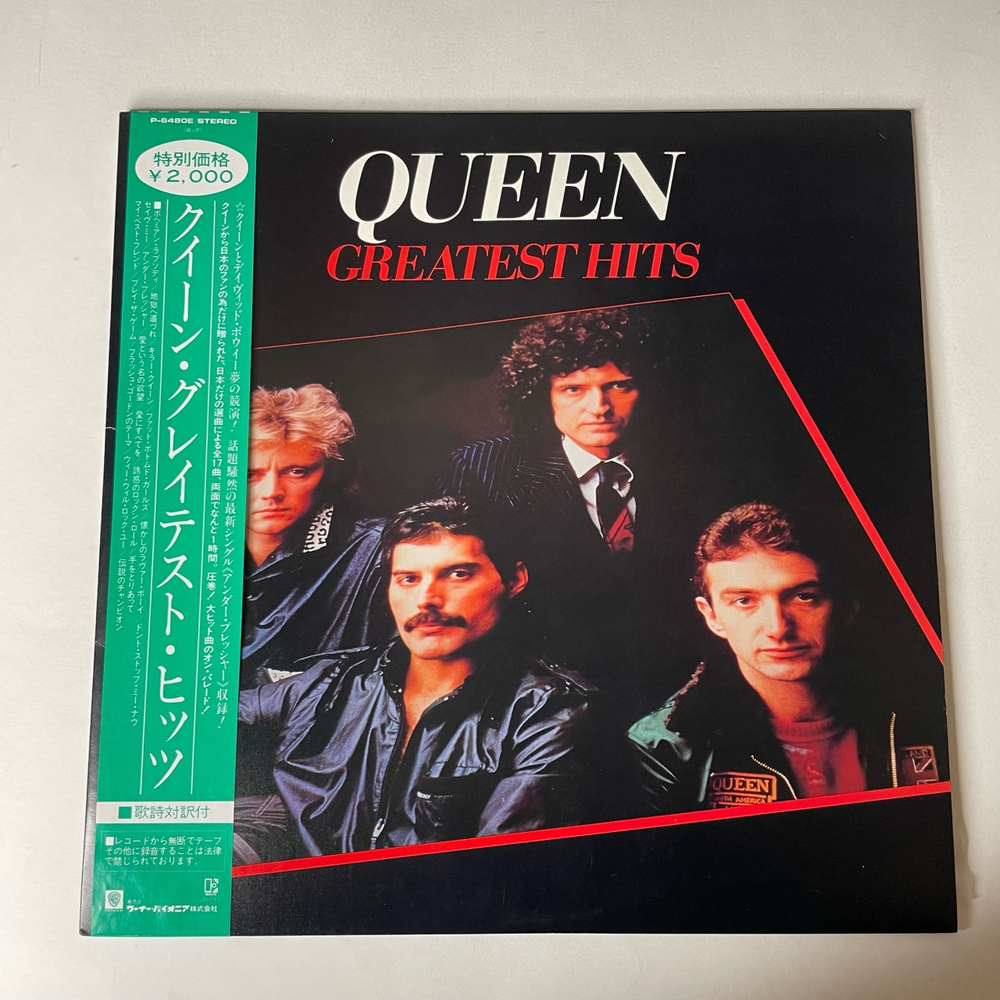 P-6480E STEREO
(ロック)
特別価格
¥2,000
☆クイーンとデイヴィッド・ボウイー夢の競演! 話題騒然の最新シングル《アンダー・プレッシャー》収録!
クイーンから日本のファンの為だけに贈られた、日本だけの選曲による全17曲、両面でなんと1時間。圧巻! 大ヒット曲のオン・パレード!
クイーン・グレイテスト・ヒッツ
■ボヘミアン・ラプソディ/地獄へ道づれ キラー・クイーン ファット・ボトムド・ガールズ 懐かしのラヴァー・ボーイ/ドント・ストップ・ミー・ナウ
セイヴ・ミー/アンダー・プレッシャー 愛という名の欲望 愛にすべてを 誘惑のロックン・ロール/手をとりあって
マイ・ベスト・フレンド/プレイ・ザ・ゲーム フラッシュ・ゴードンのテーマ ウィー・ウィル・ロック・ユー/伝説のチャンピオン
■歌詩対訳付
■レコードから無断でテープ
その他に録音することは法律
で禁じられております。
ワーナー・パイオニア株式会社
QUEEN
GREATEST HITS
QUEEN
SOUTH AMERICA